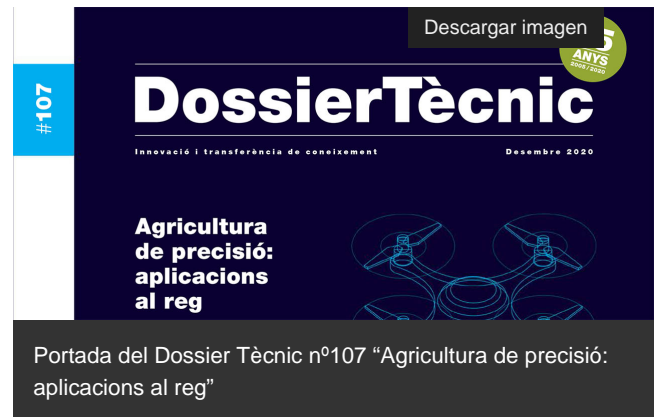 Descargar imagen
5
ANYS
2005/2020
#107
DossierTècnic
Innovació i transferència de coneixement
Desembre 2020
Agricultura
de precisió:
aplicacions
al reg
Portada del Dossier Tècnic nº107 “Agricultura de precisió:
aplicacions al reg”